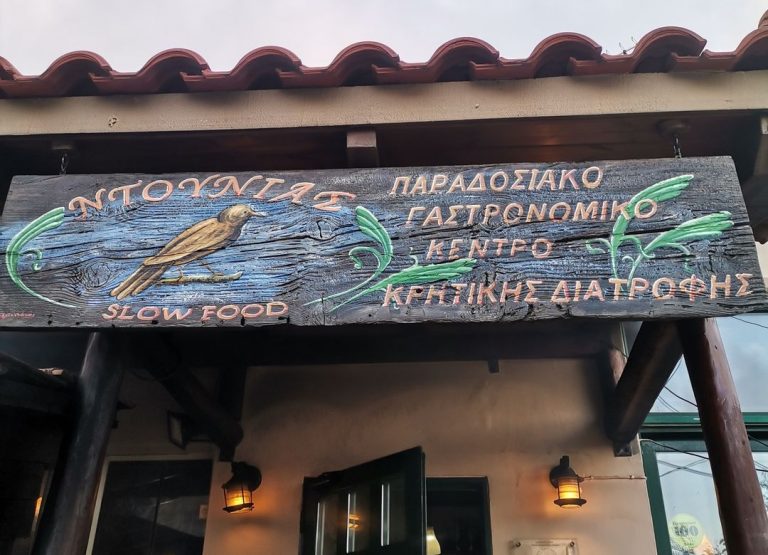 ΝΤΟΥΝΙΑΣ
SLOW FOOD
ΠΑΡΑΔΟΣΙΑΚΟ
ΓΑΣΤΡΟΝΟΜΙΚΟ
ΚΕΝΤΡΟ
ΚΡΗΤΙΚΗΣ ΔΙΑΤΡΟΦΗΣ